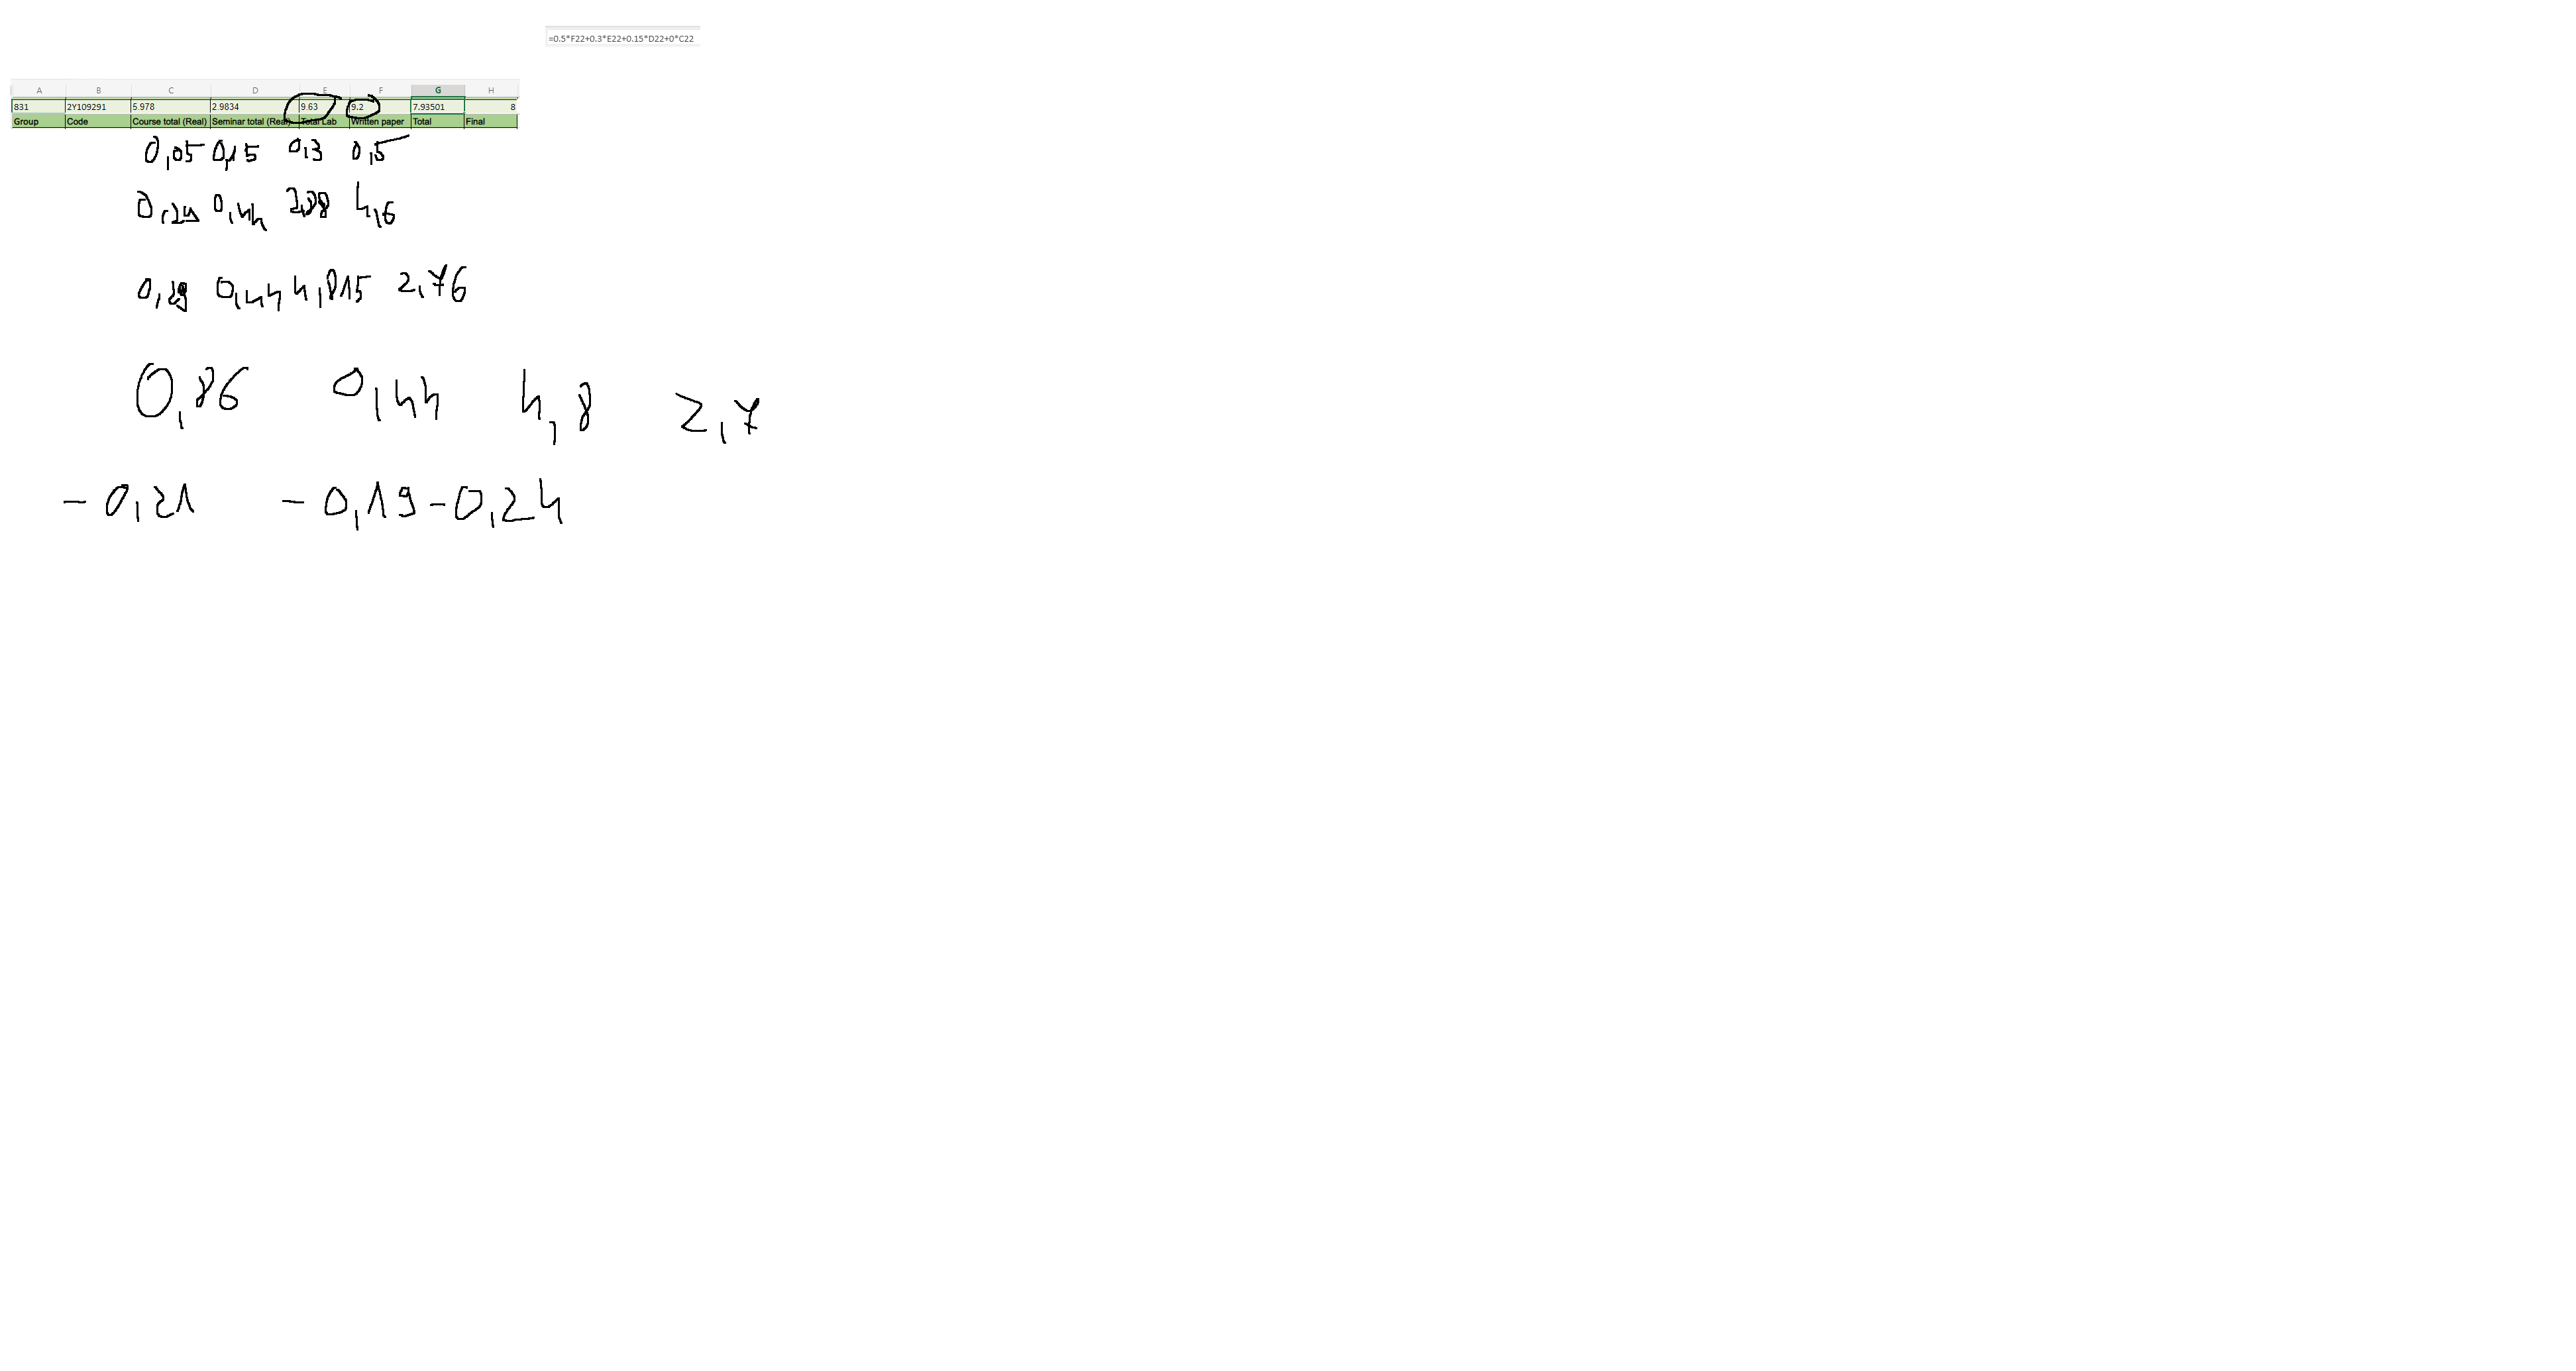 =0.5*F22+0.3*E22+0.15*D22+0*C22
A B C D E F G H
831 2Y109291 5.978 2.9834 9.63 9.2 7.93501 8
Group Code Course total (Real) Seminar total (Real) Total Lab Written paper Total Final
0,05 0,15 0,3 0,5
0,29 0,44 2,88 4,6
0,29 0,44 4,815 2,76
0,86 0,44 4,8 2,7
-0,21 -0,19 -0,24